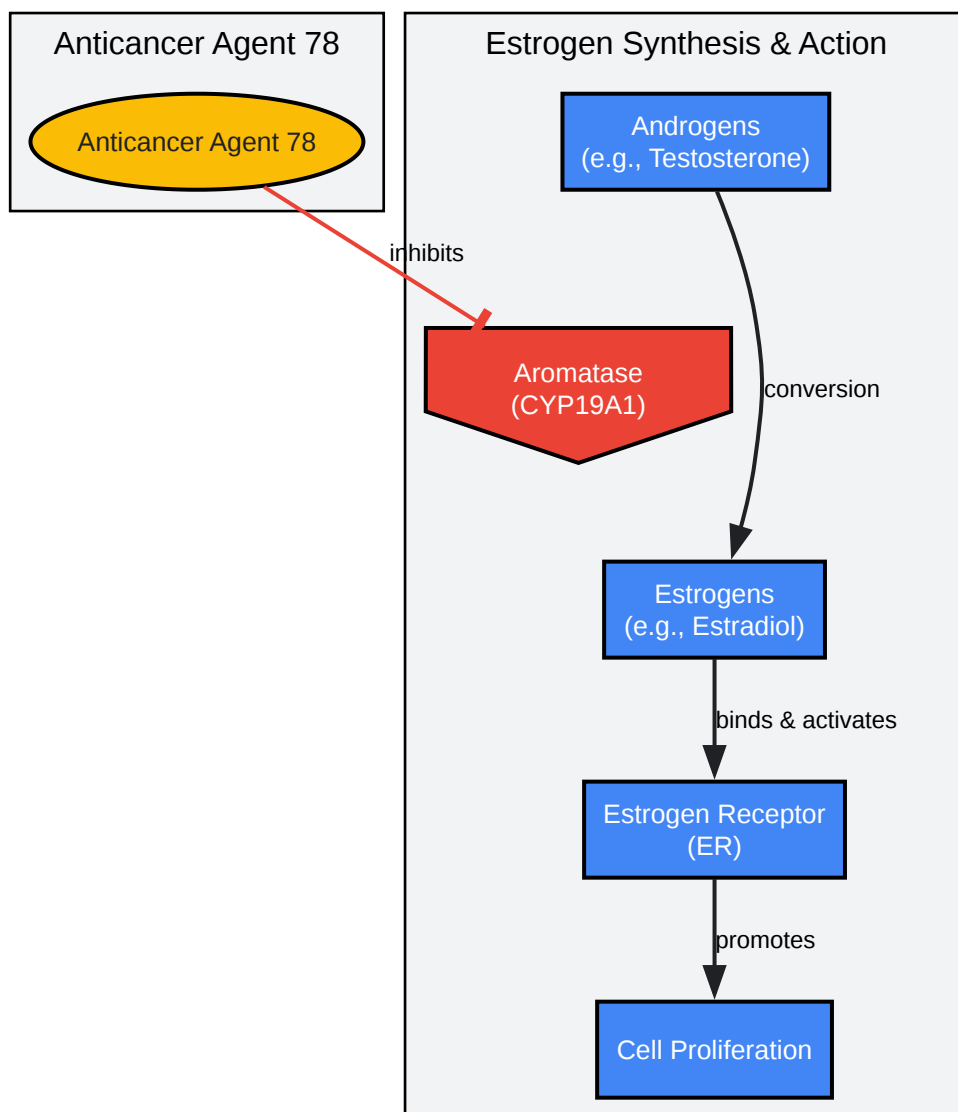 Anticancer Agent 78
Anticancer Agent 78
inhibits
Estrogen Synthesis & Action
Androgens
(e.g., Testosterone)
conversion
Aromatase
(CYP19A1)
Estrogens
(e.g., Estradiol)
binds & activates
Estrogen Receptor
(ER)
promotes
Cell Proliferation